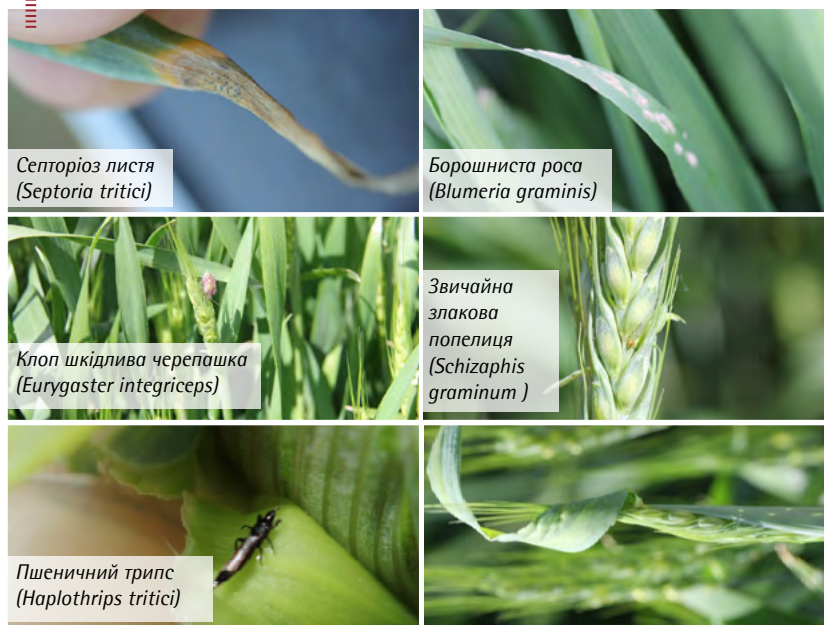 Септоріоз листя
(Septoria tritici)
Борошниста роса
(Blumeria graminis)
Клоп шкідлива черепашка
(Eurygaster integriceps)
Звичайна
злакова
попелиця
(Schizaphis
graminum )
Пшеничний трипс
(Haplothrips tritici)